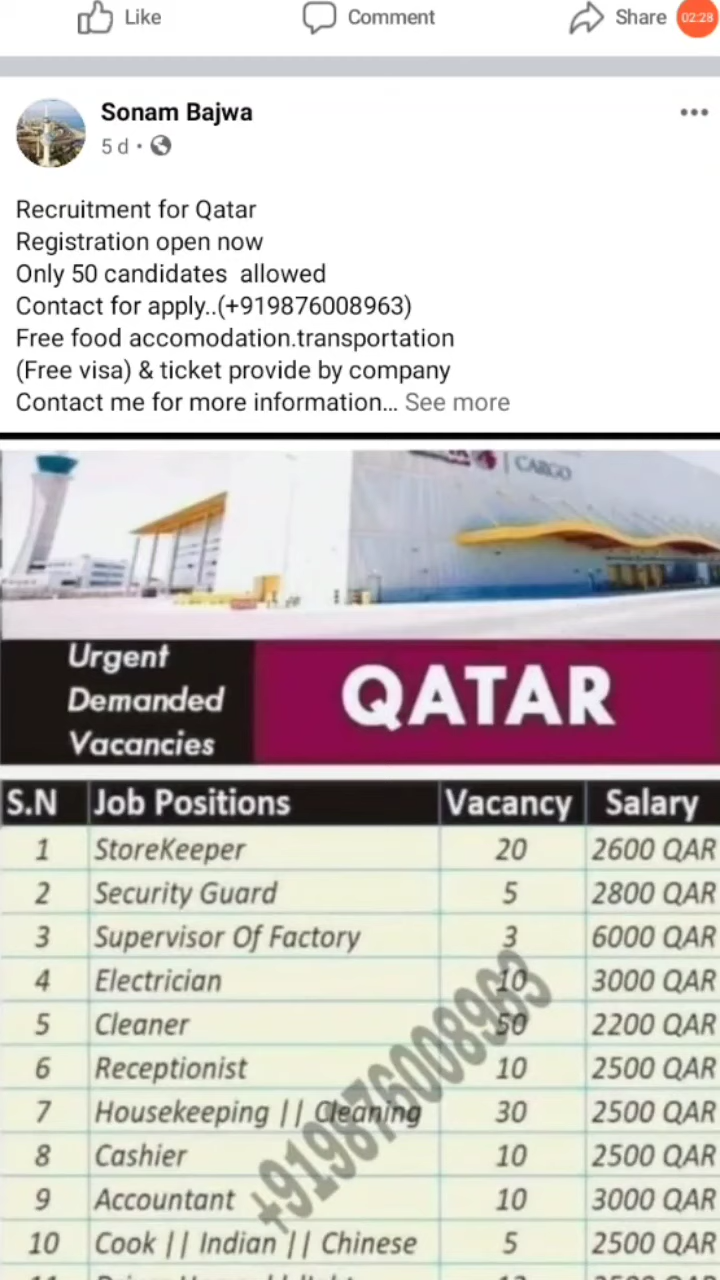 Like Comment Share 02:28
Sonam Bajwa
5 d
Recruitment for Qatar
Registration open now
Only 50 candidates allowed
Contact for apply..(+919876008963)
Free food accomodation.transportation
(Free visa) & ticket provide by company
Contact me for more information... See more
CARGO
Urgent
Demanded
Vacancies
QATAR
S.N Job Positions Vacancy Salary
1 StoreKeeper 20 2600 QAR
2 Security Guard 5 2800 QAR
3 Supervisor Of Factory 3 6000 QAR
4 Electrician 10 3000 QAR
5 Cleaner 50 2200 QAR
6 Receptionist 10 2500 QAR
7 Housekeeping || Cleaning 30 2500 QAR
8 Cashier 10 2500 QAR
9 Accountant 10 3000 QAR
10 Cook || Indian || Chinese 5 2500 QAR
+919876008963